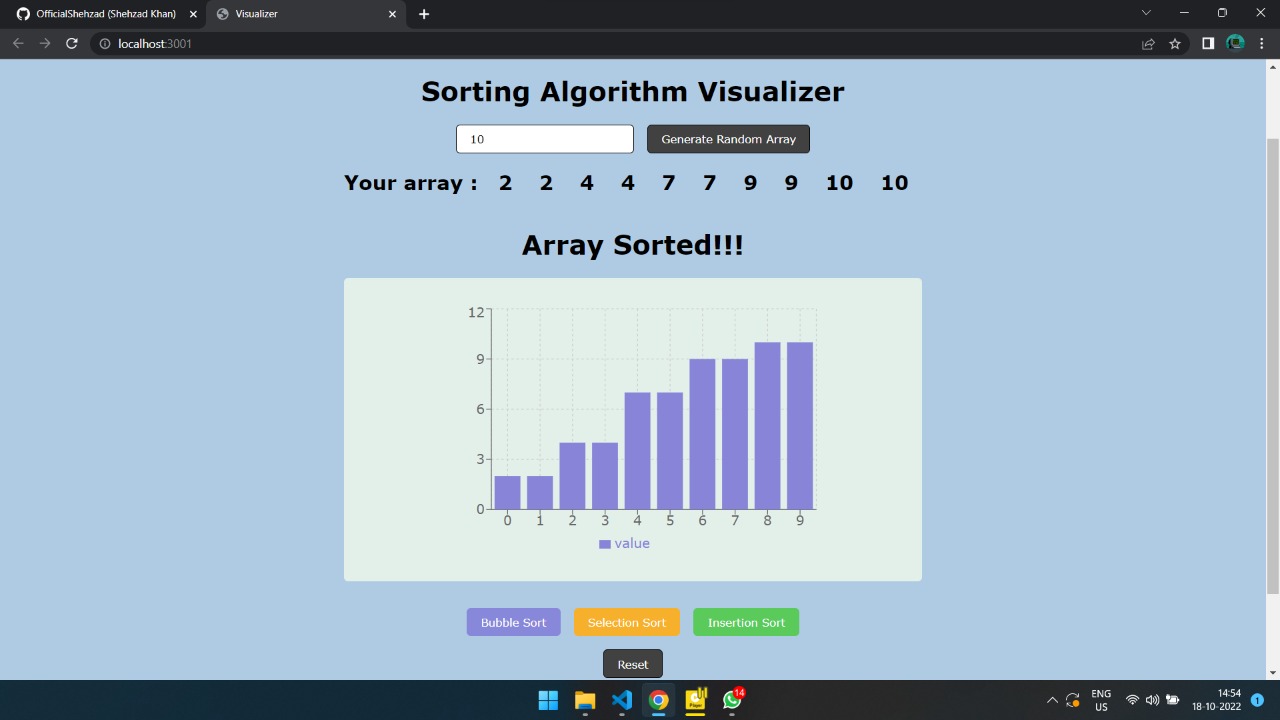 OfficialShehzad (Shehzad Khan)
Visualizer
localhost:3001
Sorting Algorithm Visualizer
10 Generate Random Array
Your array : 2 2 4 4 7 7 9 9 10 10
Array Sorted!!!
12
9
6
3
0
0 1 2 3 4 5 6 7 8 9
value
Bubble Sort Selection Sort Insertion Sort
Reset
Player
14
ENG
US
14:54
18-10-2022
1